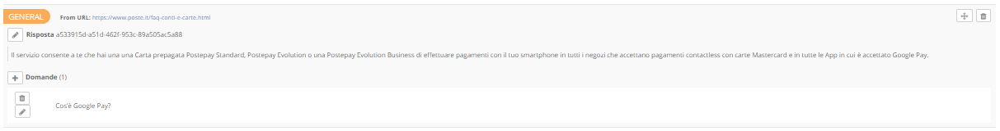 GENERAL From URL: https://www.poste.it/faq-conti-e-carte.html
Risposta a533915d-a51d-462f-953c-89a505ac5a88
Il servizio consente a te che hai una una Carta prepagata Postepay Standard, Postepay Evolution o una Postepay Evolution Business di effettuare pagamenti con il tuo smartphone in tutti i negozi che accettano pagamenti contactless con carte Mastercard e in tutte le App in cui è accettato Google Pay.
Domande (1)
Cos'è Google Pay?